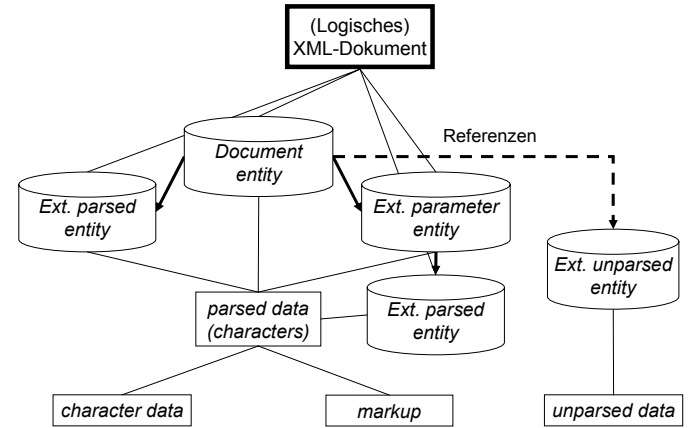 (Logisches)
XML-Dokument
Referenzen
Document
entity
Ext. parsed
entity
Ext. parameter
entity
Ext. unparsed
entity
parsed data
(characters)
Ext. parsed
entity
character data
markup
unparsed data